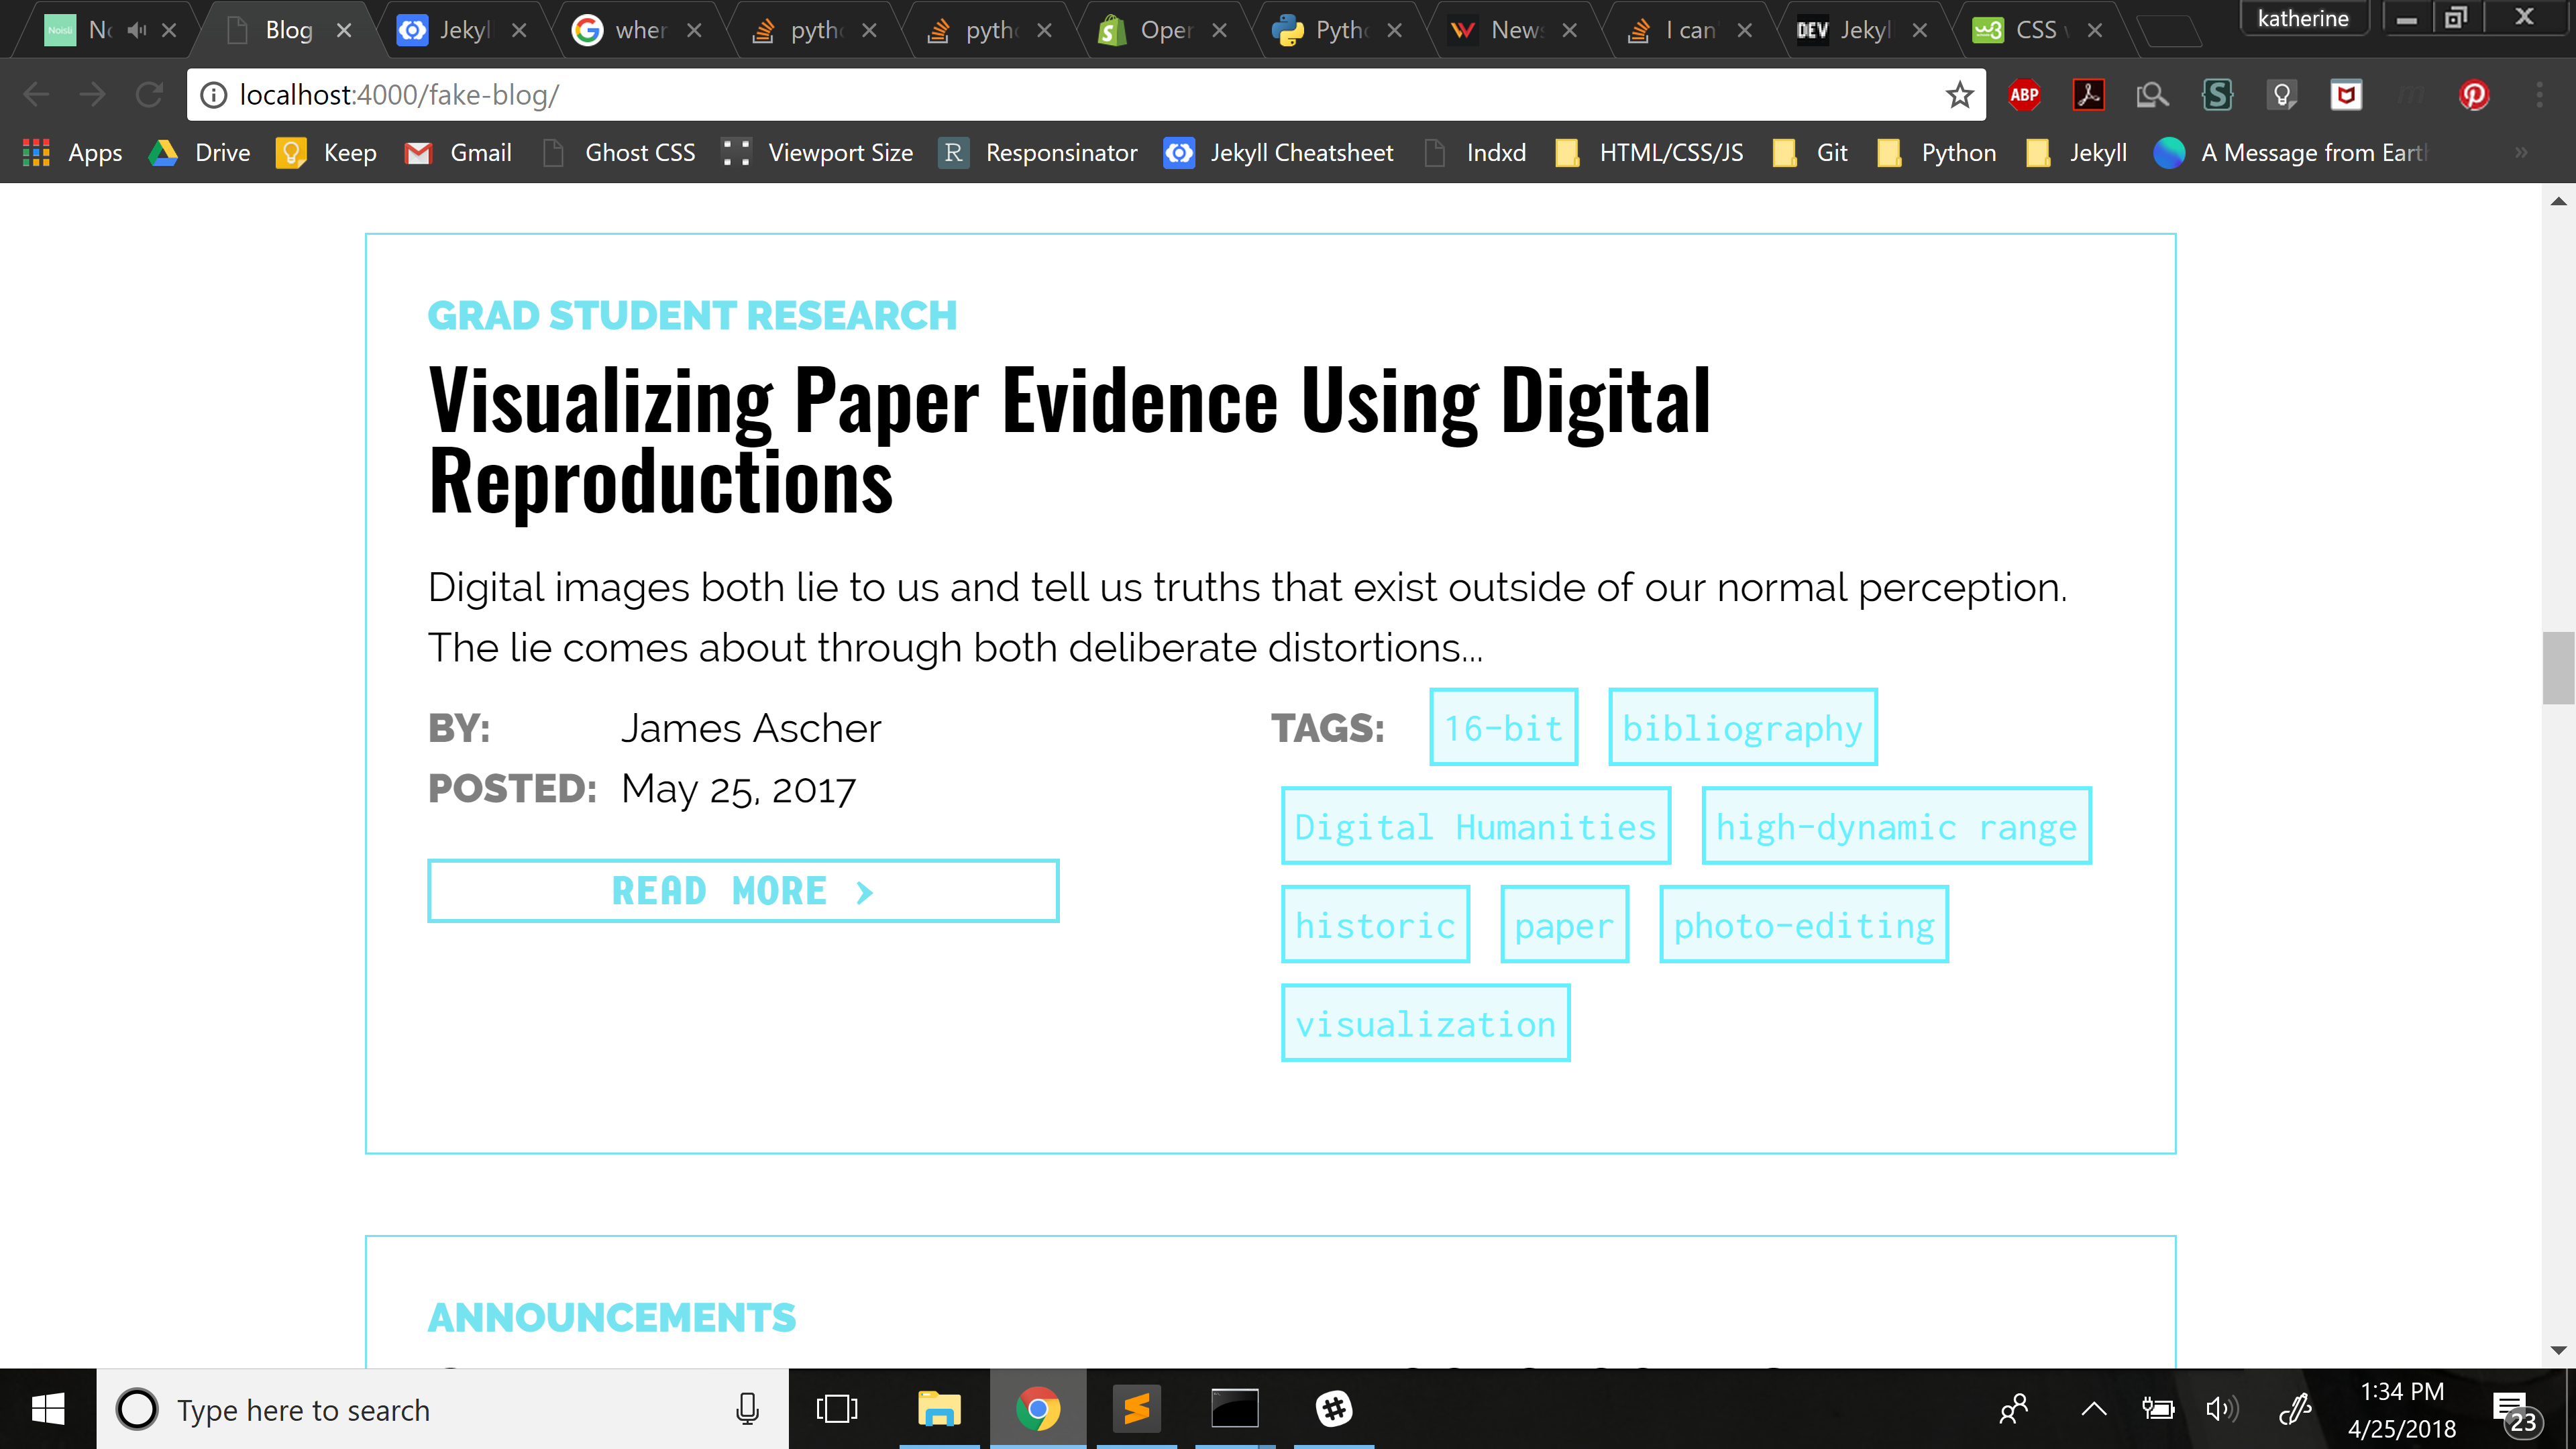 Noisli No Blog Jekyl wher pyth pyth Oper Pyth News I can DEV Jekyl w3 CSS katherine
localhost:4000/fake-blog/ ABP S m
Apps Drive Keep Gmail Ghost CSS Viewport Size R Responsinator Jekyll Cheatsheet Indxd HTML/CSS/JS Git Python Jekyll A Message from Eart »
GRAD STUDENT RESEARCH
Visualizing Paper Evidence Using Digital
Reproductions
Digital images both lie to us and tell us truths that exist outside of our normal perception.
The lie comes about through both deliberate distortions...
BY: James Ascher
POSTED: May 25, 2017
READ MORE >
TAGS: 16-bit bibliography
Digital Humanities high-dynamic range
historic paper photo-editing
visualization
ANNOUNCEMENTS
Type here to search
1:34 PM
4/25/2018
23